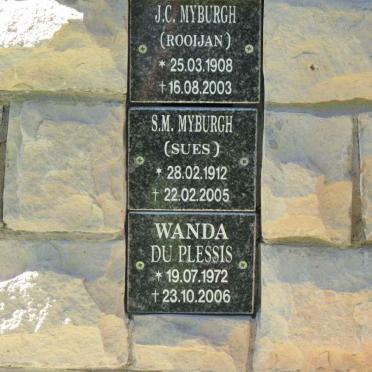 J.C. MYBURGH
(ROOIJAN)
* 25.03.1908
† 16.08.2003
S.M. MYBURGH
(SUES)
* 28.02.1912
† 22.02.2005
WANDA
DU PLESSIS
* 19.07.1972
† 23.10.2006